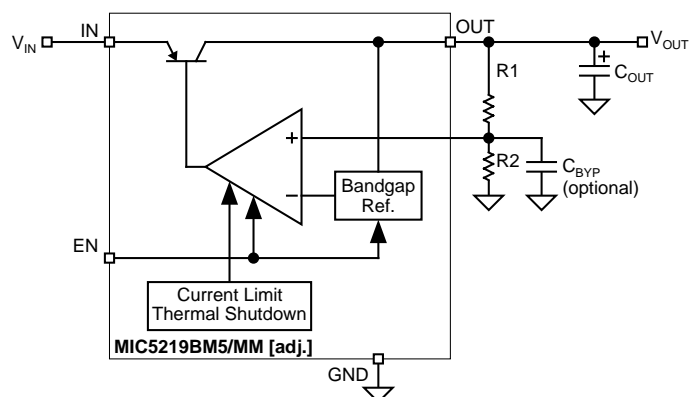 IN
OUT
V_IN
V_OUT
R1
+
C_OUT
+
R2
C_BYP
(optional)
−
Bandgap
Ref.
EN
Current Limit
Thermal Shutdown
MIC5219BM5/MM [adj.]
GND